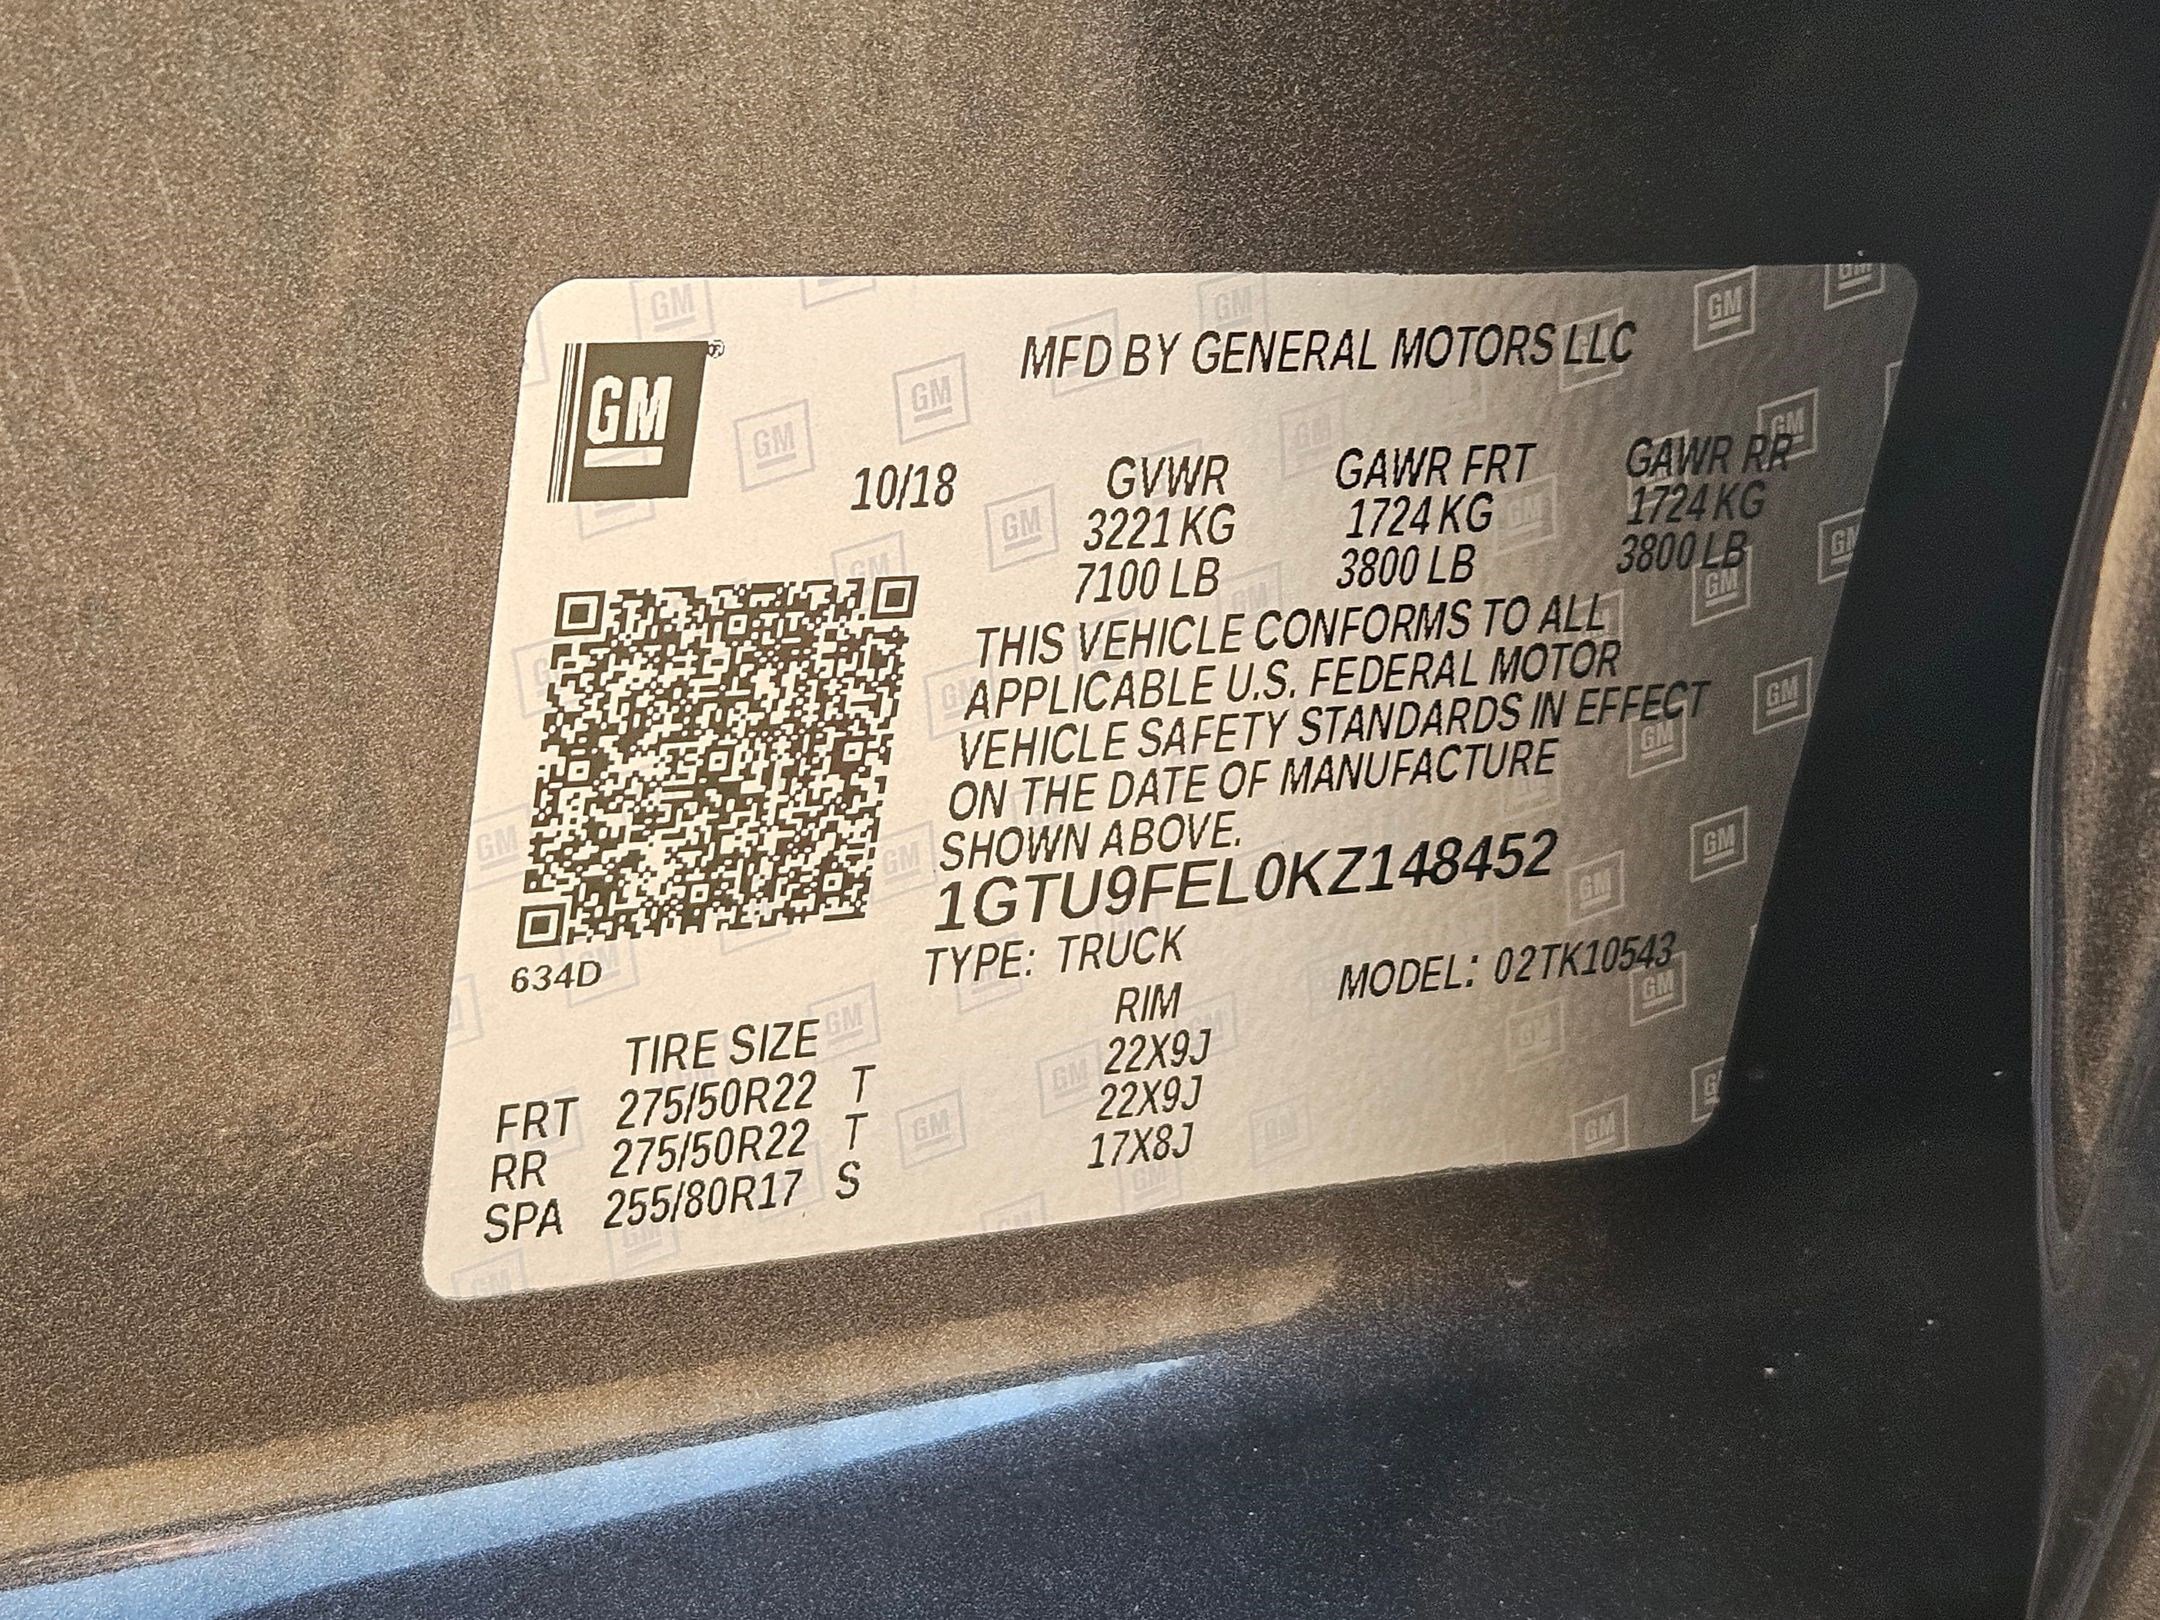 GM
MFD BY GENERAL MOTORS LLC
10/18 GVWR GAWR FRT GAWR RR
3221 KG 1724 KG 1724 KG
7100 LB 3800 LB 3800 LB
THIS VEHICLE CONFORMS TO ALL
APPLICABLE U.S. FEDERAL MOTOR
VEHICLE SAFETY STANDARDS IN EFFECT
ON THE DATE OF MANUFACTURE
SHOWN ABOVE.
1GTU9FEL0KZ148452
TYPE: TRUCK MODEL: 02TK10543
634D
TIRE SIZE RIM
FRT 275/50R22 T 22X9J
RR 275/50R22 T 22X9J
SPA 255/80R17 S 17X8J